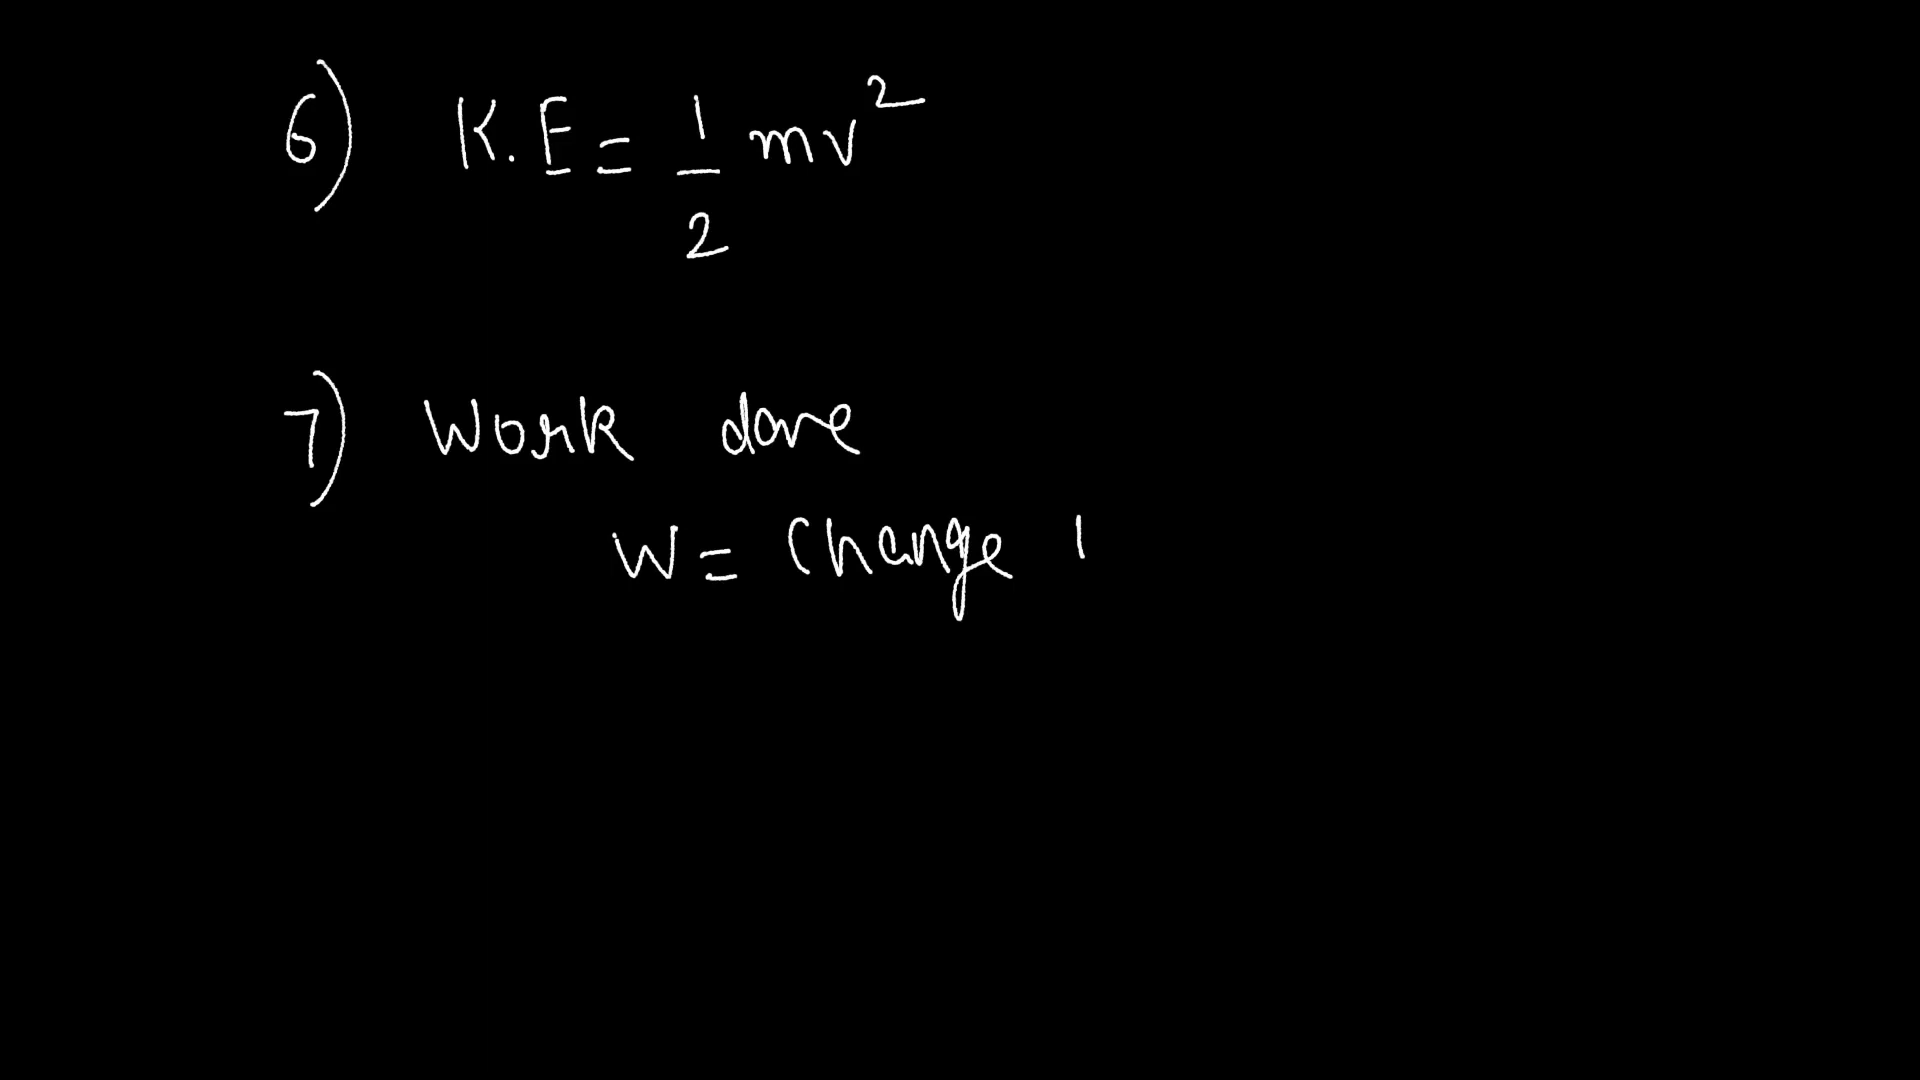 6) K.E = 1/2 mv²
7) Work done
W = Change I